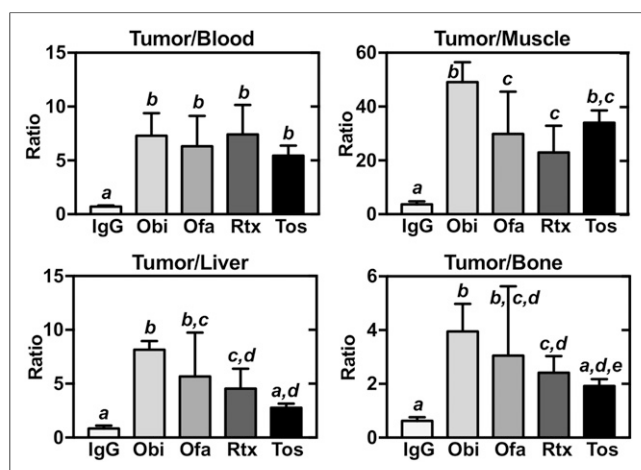 Tumor/Blood
Ratio
15
10
5
0
a
b
b
b
b
IgG Obi Ofa Rtx Tos
Tumor/Muscle
Ratio
60
40
20
0
a
b
c
c
b,c
IgG Obi Ofa Rtx Tos
Tumor/Liver
Ratio
15
10
5
0
a
b
b,c
c,d
a,d
IgG Obi Ofa Rtx Tos
Tumor/Bone
Ratio
6
4
2
0
a
b
b,c,d
c,d
a,d,e
IgG Obi Ofa Rtx Tos